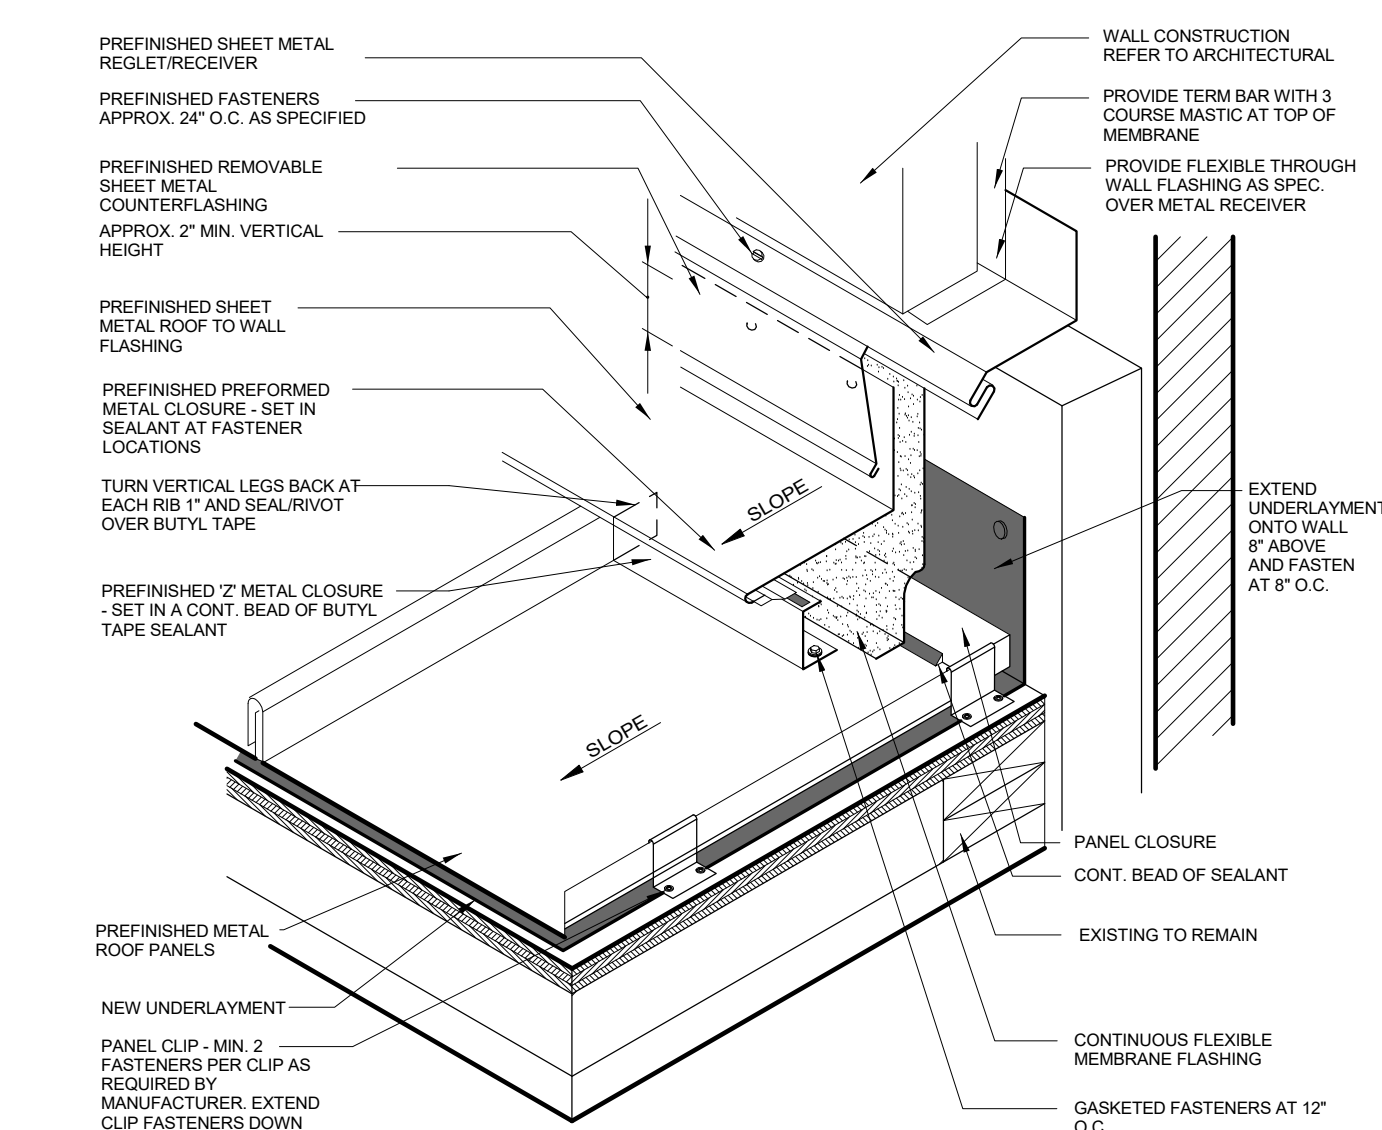 PREFINISHED SHEET METAL
REGLET/RECEIVER
PREFINISHED FASTENERS
APPROX. 24" O.C. AS SPECIFIED
PREFINISHED REMOVABLE
SHEET METAL
COUNTERFLASHING
APPROX. 2" MIN. VERTICAL
HEIGHT
PREFINISHED SHEET
METAL ROOF TO WALL
FLASHING
PREFINISHED PREFORMED
METAL CLOSURE - SET IN
SEALANT AT FASTENER
LOCATIONS
TURN VERTICAL LEGS BACK AT
EACH RIB 1" AND SEAL/RIVOT
OVER BUTYL TAPE
PREFINISHED 'Z' METAL CLOSURE
- SET IN A CONT. BEAD OF BUTYL
TAPE SEALANT
PREFINISHED METAL
ROOF PANELS
NEW UNDERLAYMENT
PANEL CLIP - MIN. 2
FASTENERS PER CLIP AS
REQUIRED BY
MANUFACTURER. EXTEND
CLIP FASTENERS DOWN
SLOPE
SLOPE
WALL CONSTRUCTION
REFER TO ARCHITECTURAL
PROVIDE TERM BAR WITH 3
COURSE MASTIC AT TOP OF
MEMBRANE
PROVIDE FLEXIBLE THROUGH
WALL FLASHING AS SPEC.
OVER METAL RECEIVER
EXTEND
UNDERLAYMENT
ONTO WALL
8" ABOVE
AND FASTEN
AT 8" O.C.
PANEL CLOSURE
CONT. BEAD OF SEALANT
EXISTING TO REMAIN
CONTINUOUS FLEXIBLE
MEMBRANE FLASHING
GASKETED FASTENERS AT 12"
O.C.